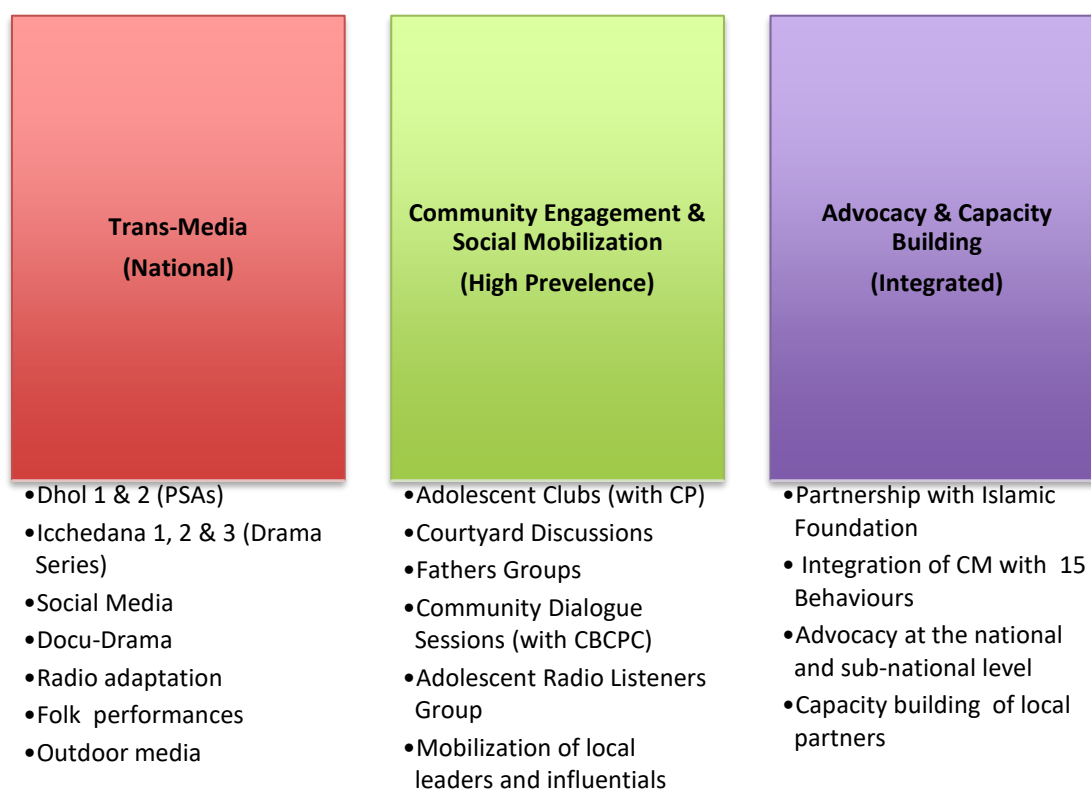 Trans-Media
(National)
•Dhol 1 & 2 (PSAs)
•Icchedana 1, 2 & 3 (Drama
Series)
•Social Media
•Docu-Drama
•Radio adaptation
•Folk performances
•Outdoor media
Community Engagement &
Social Mobilization
(High Prevelence)
•Adolescent Clubs (with CP)
•Courtyard Discussions
•Fathers Groups
•Community Dialogue
Sessions (with CBCPC)
•Adolescent Radio Listeners
Group
•Mobilization of local
leaders and influentials
Advocacy & Capacity
Building
(Integrated)
•Partnership with Islamic
Foundation
• Integration of CM with 15
Behaviours
•Advocacy at the national
and sub-national level
•Capacity building of local
partners